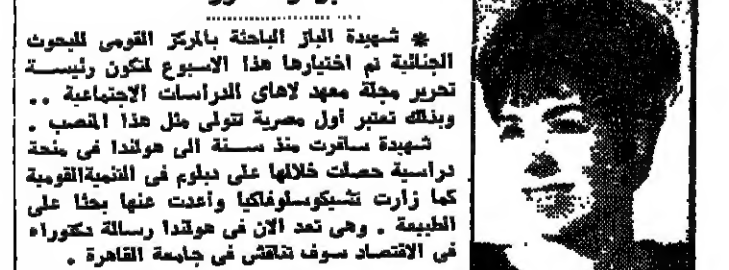 * شهيدة الباز الباحثة بالمركز القومى للبحوث
الجنائية تم اختيارها هذا الاسبوع لتكون رئيسة
تحرير مجلة معهد لاهاى للدراسات الاجتماعية ..
وبذلك تعتبر أول مصرية تتولى مثل هذا المنصب .
شهيدة سافرت منذ سنة الى هولندا فى منحة
دراسية حصلت خلالها على دبلوم فى التنمية القومية
كما زارت تشيكوسلوفاكيا وأعدت عنها بحثا على
الطبيعة . وهى تعد الان فى هولندا رسالة دكتوراه
فى الاقتصاد سوف تناقش فى جامعة القاهرة .